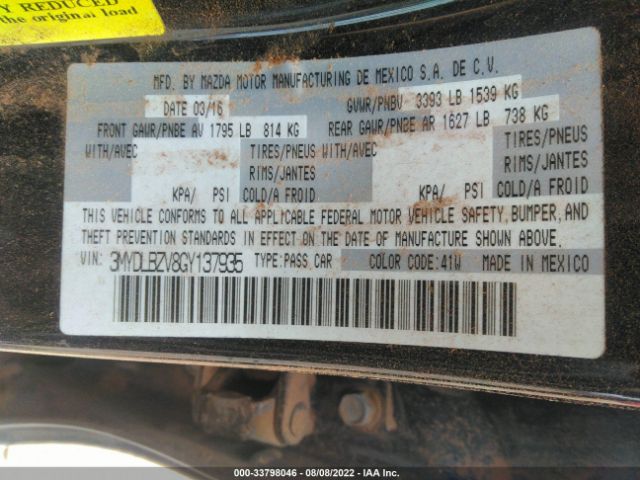 Y REDUCED
the original load
MFD. BY MAZDA MOTOR MANUFACTURING DE MEXICO S.A. DE C.V.
DATE 03/16 GVWR/PNBV 3393 LB 1539 KG
FRONT GAWR/PNBE AV 1795 LB 814 KG REAR GAWR/PNBE AR 1627 LB 738 KG
WITH/AVEC TIRES/PNEUS WITH/AVEC TIRES/PNEUS
RIMS/JANTES RIMS/JANTES
KPA/ PSI COLD/A FROID KPA/ PSI COLD/A FROID
THIS VEHICLE CONFORMS TO ALL APPLICABLE FEDERAL MOTOR VEHICLE SAFETY, BUMPER, AND
THEFT PREVENTION STANDARDS IN EFFECT ON THE DATE OF MANUFACTURE SHOWN ABOVE.
VIN: 3MYDLBZV8GY137935 TYPE:PASS.CAR COLOR CODE:41W MADE IN MEXICO
000-33798046 - 08/08/2022 - IAA Inc.